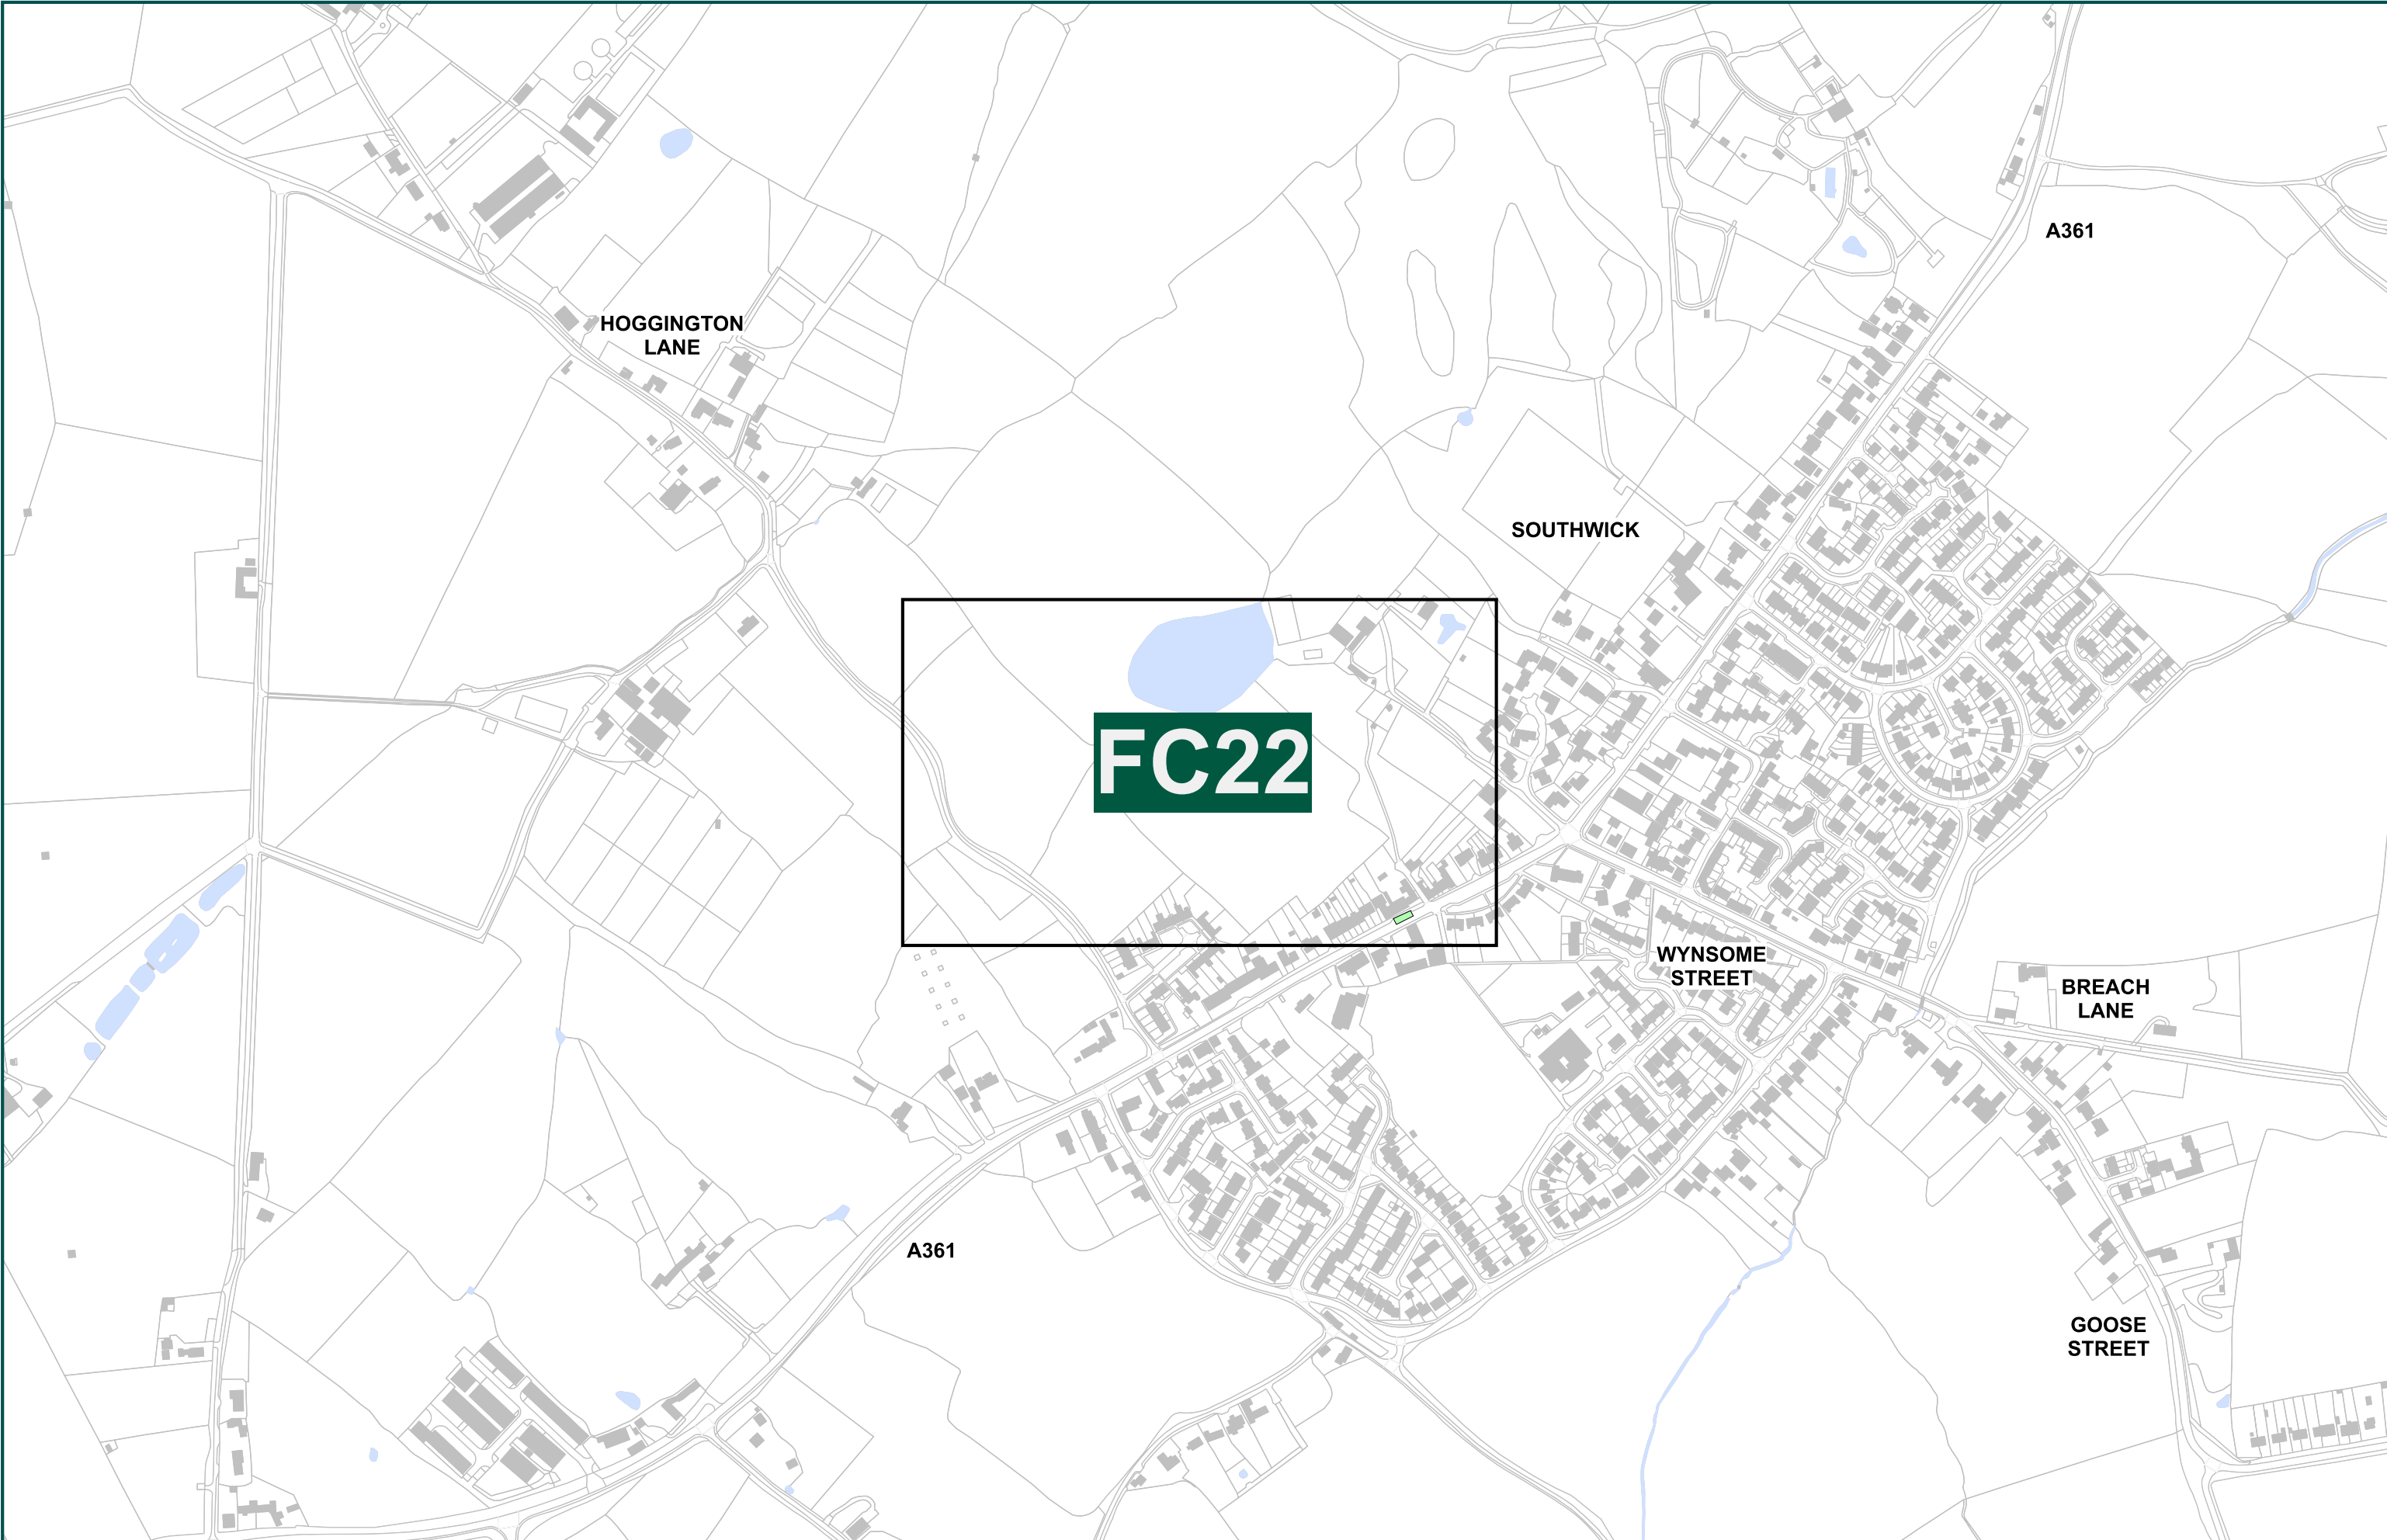 A361
HOGGINGTON
LANE
SOUTHWICK
FC22
WYNSOME
STREET
BREACH
LANE
A361
GOOSE
STREET